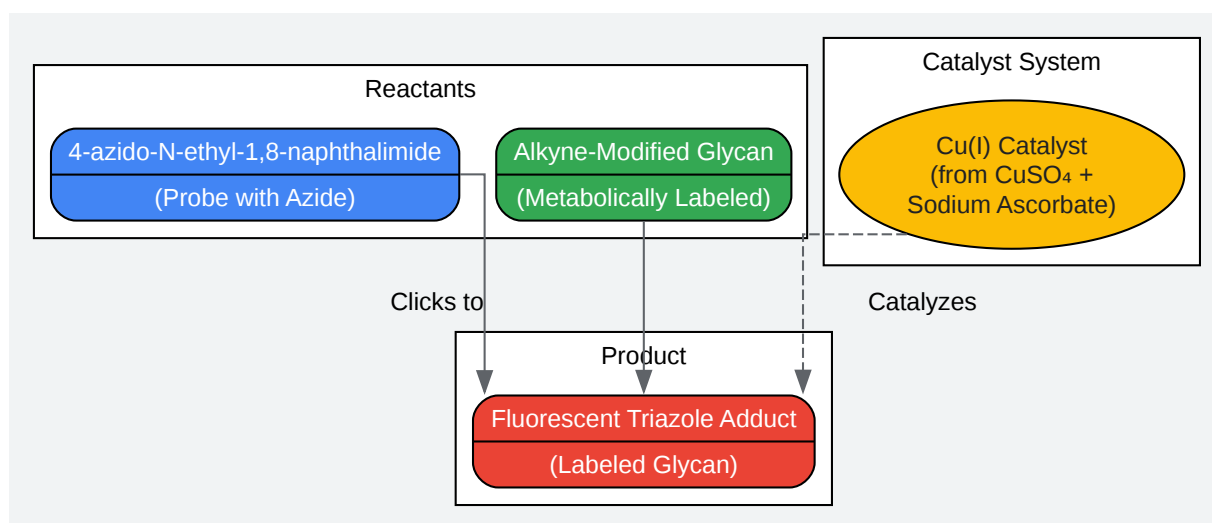 Reactants
4-azido-N-ethyl-1,8-naphthalimide
(Probe with Azide)
Alkyne-Modified Glycan
(Metabolically Labeled)
Catalyst System
Cu(I) Catalyst
(from CuSO₄ +
Sodium Ascorbate)
Clicks to
Catalyzes
Product
Fluorescent Triazole Adduct
(Labeled Glycan)